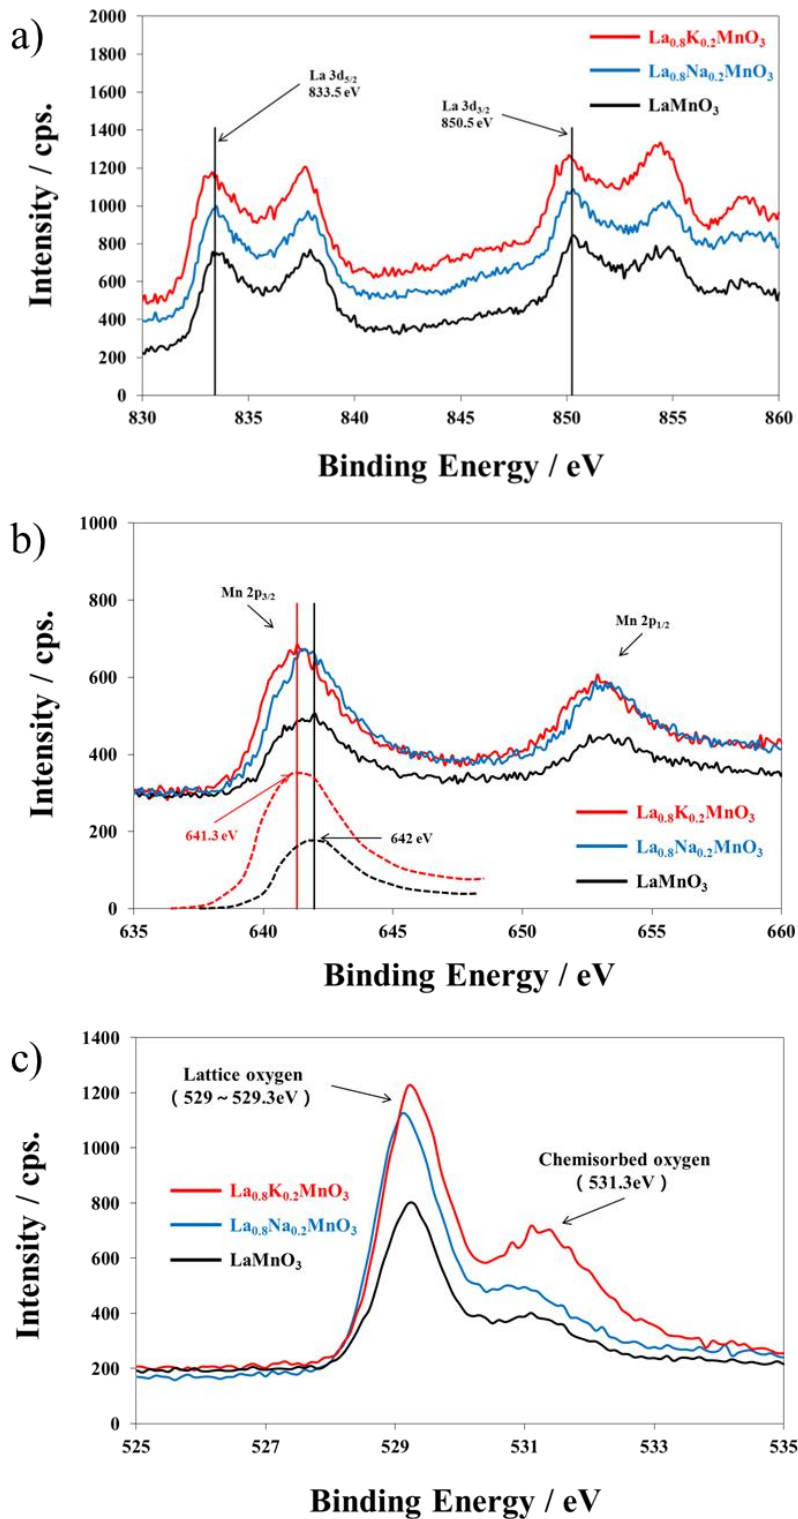 a)
Intensity / cps.
2000
1800
1600
1400
1200
1000
800
600
400
200
0
La₀.₈K₀.₂MnO₃
La₀.₈Na₀.₂MnO₃
LaMnO₃
La 3d₅/₂
833.5 eV
La 3d₃/₂
850.5 eV
830 835 840 845 850 855 860
Binding Energy / eV
b)
Intensity / cps.
1000
800
600
400
200
0
Mn 2p₃/₂
Mn 2p₁/₂
641.3 eV
642 eV
La₀.₈K₀.₂MnO₃
La₀.₈Na₀.₂MnO₃
LaMnO₃
635 640 645 650 655 660
Binding Energy / eV
c)
Intensity / cps.
1400
1200
1000
800
600
400
200
0
Lattice oxygen
( 529 ~ 529.3eV )
Chemisorbed oxygen
( 531.3eV )
La₀.₈K₀.₂MnO₃
La₀.₈Na₀.₂MnO₃
LaMnO₃
525 527 529 531 533 535
Binding Energy / eV